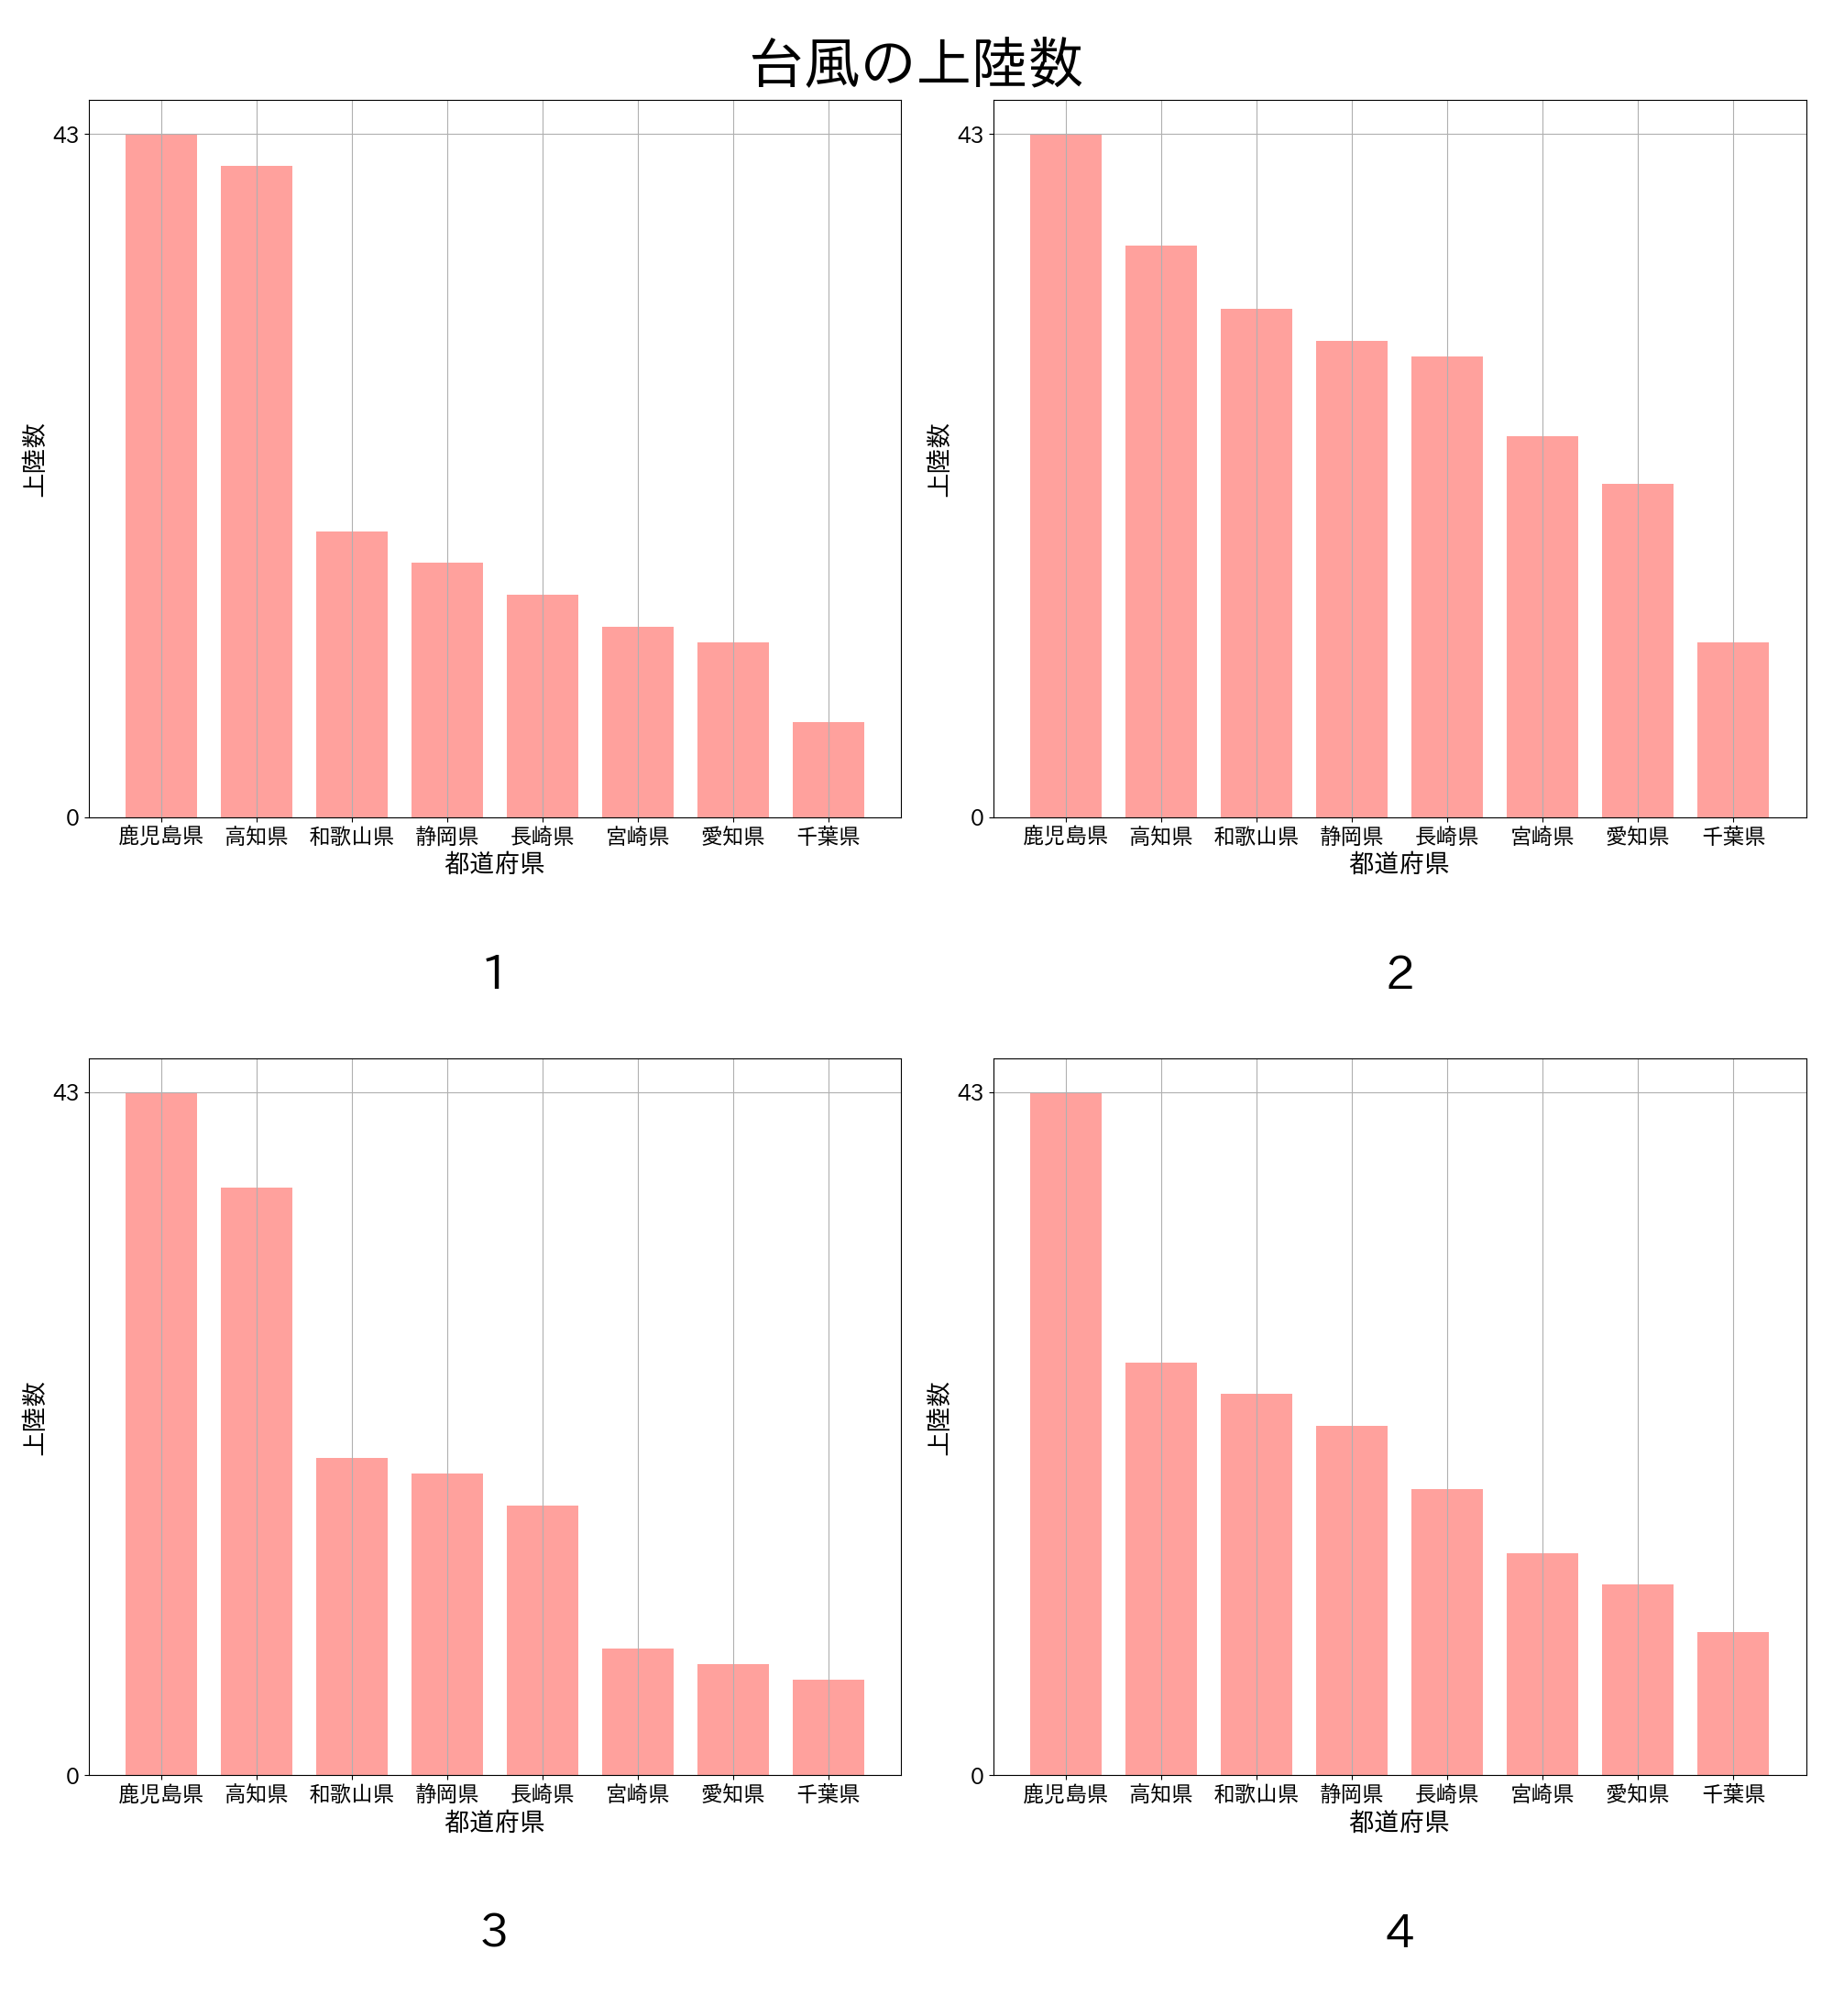 台風の上陸数
43
0
上陸数
鹿児島県 高知県 和歌山県 静岡県 長崎県 宮崎県 愛知県 千葉県
都道府県
1
43
0
上陸数
鹿児島県 高知県 和歌山県 静岡県 長崎県 宮崎県 愛知県 千葉県
都道府県
2
43
0
上陸数
鹿児島県 高知県 和歌山県 静岡県 長崎県 宮崎県 愛知県 千葉県
都道府県
3
43
0
上陸数
鹿児島県 高知県 和歌山県 静岡県 長崎県 宮崎県 愛知県 千葉県
都道府県
4